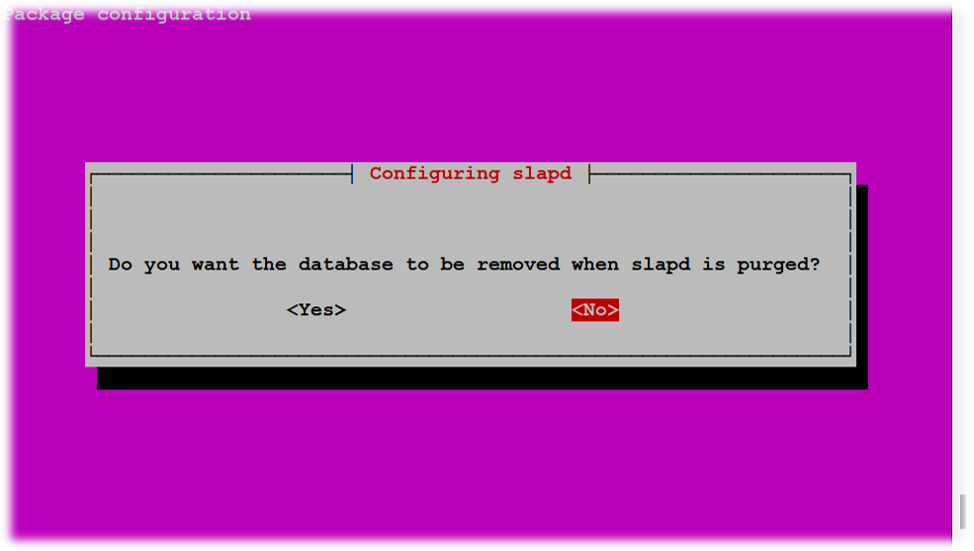 Package configuration
Configuring slapd
Do you want the database to be removed when slapd is purged?
<Yes> <No>